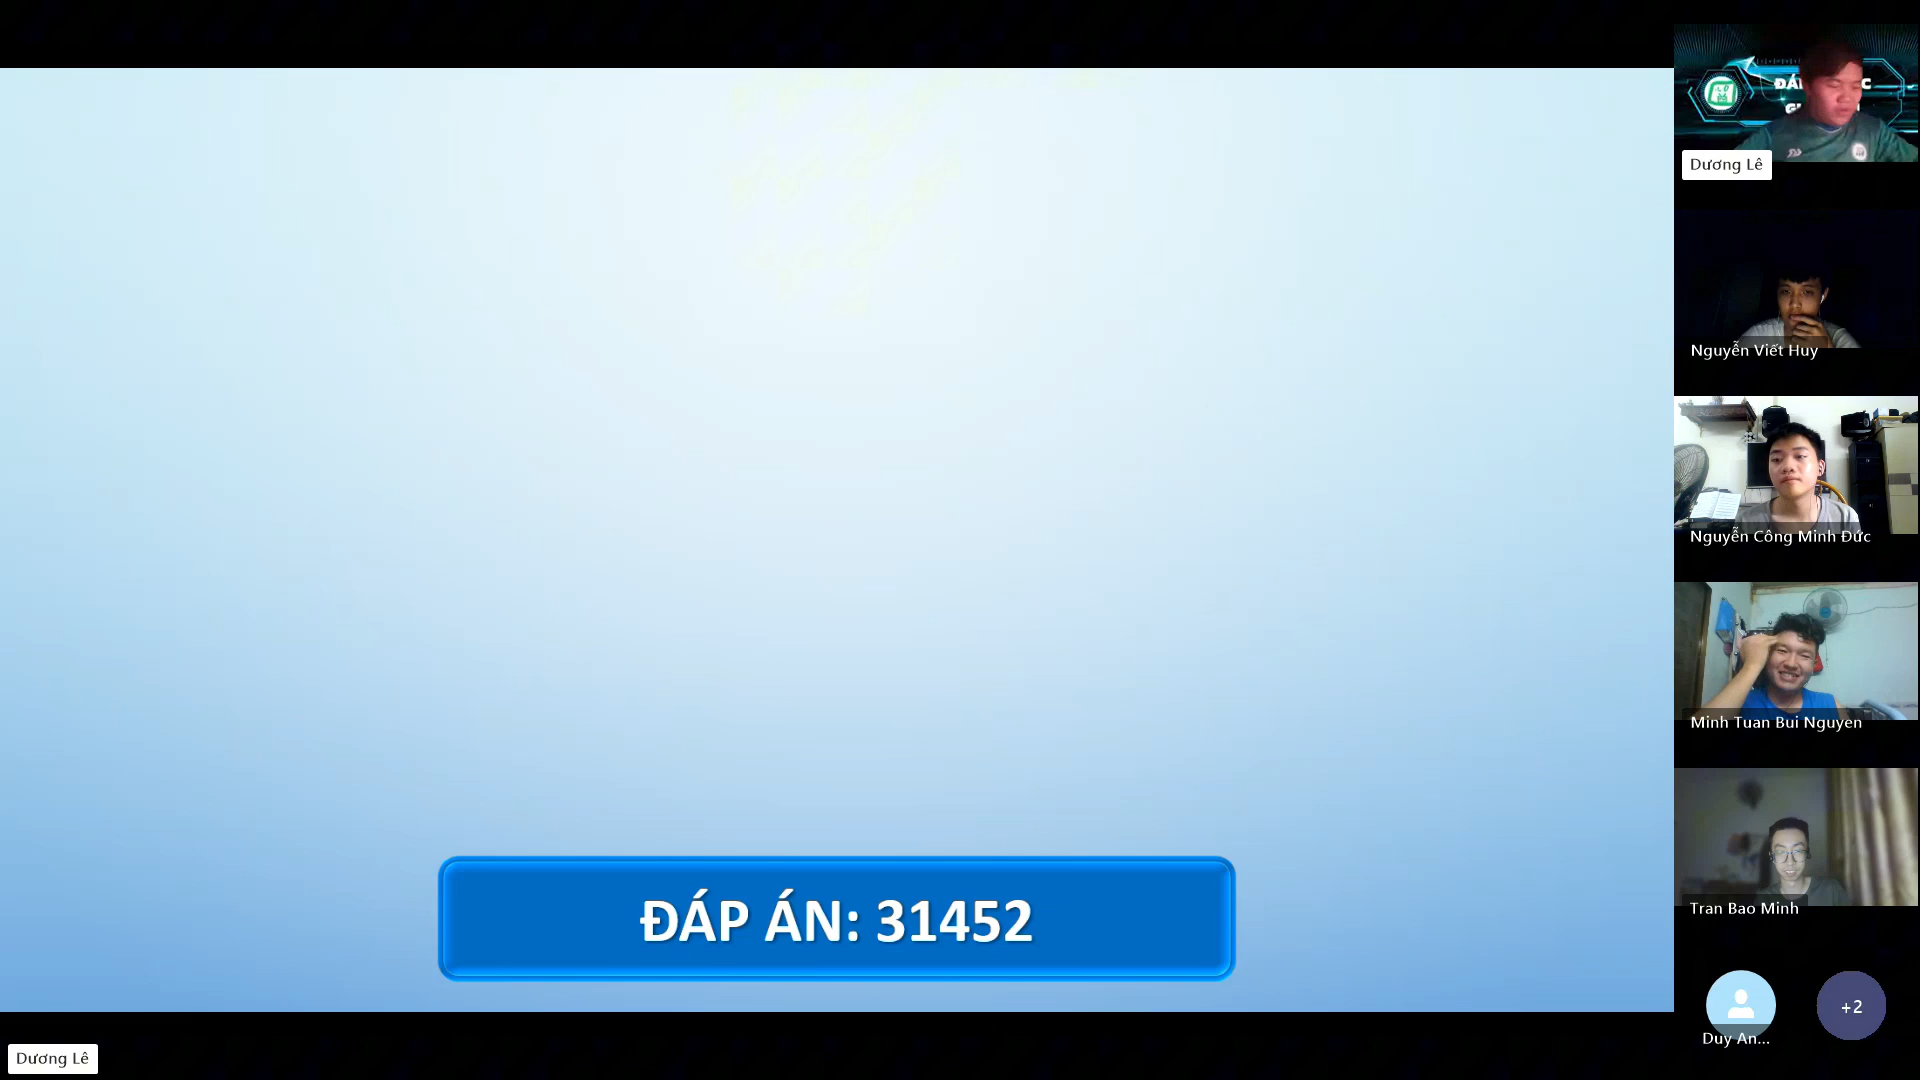 ĐÁP ÁN: 31452
Dương Lê
Dương Lê
Nguyễn Viết Huy
Nguyễn Công Minh Đức
Minh Tuan Bui Nguyen
Tran Bao Minh
Duy An...
+2